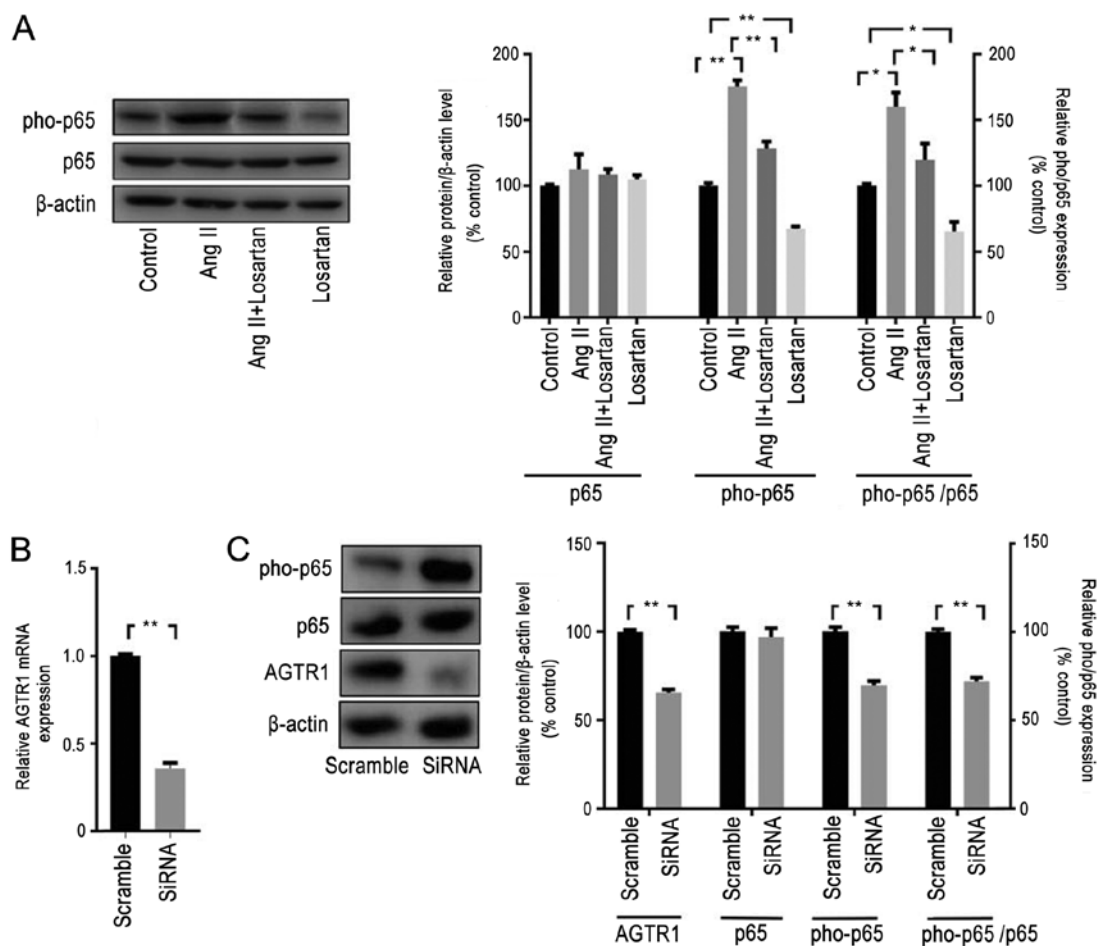 A
pho-p65
p65
β-actin
Control
Ang II
Ang II+Losartan
Losartan
Relative protein/β-actin level
(% control)
200
150
100
50
0
**
**
**
*
*
*
200
150
100
50
0
Relative pho/p65 expression
(% control)
Control
Ang II
Ang II+Losartan
Losartan
Control
Ang II
Ang II+Losartan
Losartan
Control
Ang II
Ang II+Losartan
Losartan
p65
pho-p65
pho-p65 /p65
B
Relative AGTR1 mRNA
expression
1.5
1.0
0.5
0
**
Scramble
SiRNA
C
pho-p65
p65
AGTR1
β-actin
Scramble SiRNA
Relative protein/β-actin level
(% control)
150
100
50
0
**
**
**
150
100
50
0
Relative pho/p65 expression
(% control)
Scramble
SiRNA
Scramble
SiRNA
Scramble
SiRNA
Scramble
SiRNA
AGTR1
p65
pho-p65
pho-p65 /p65